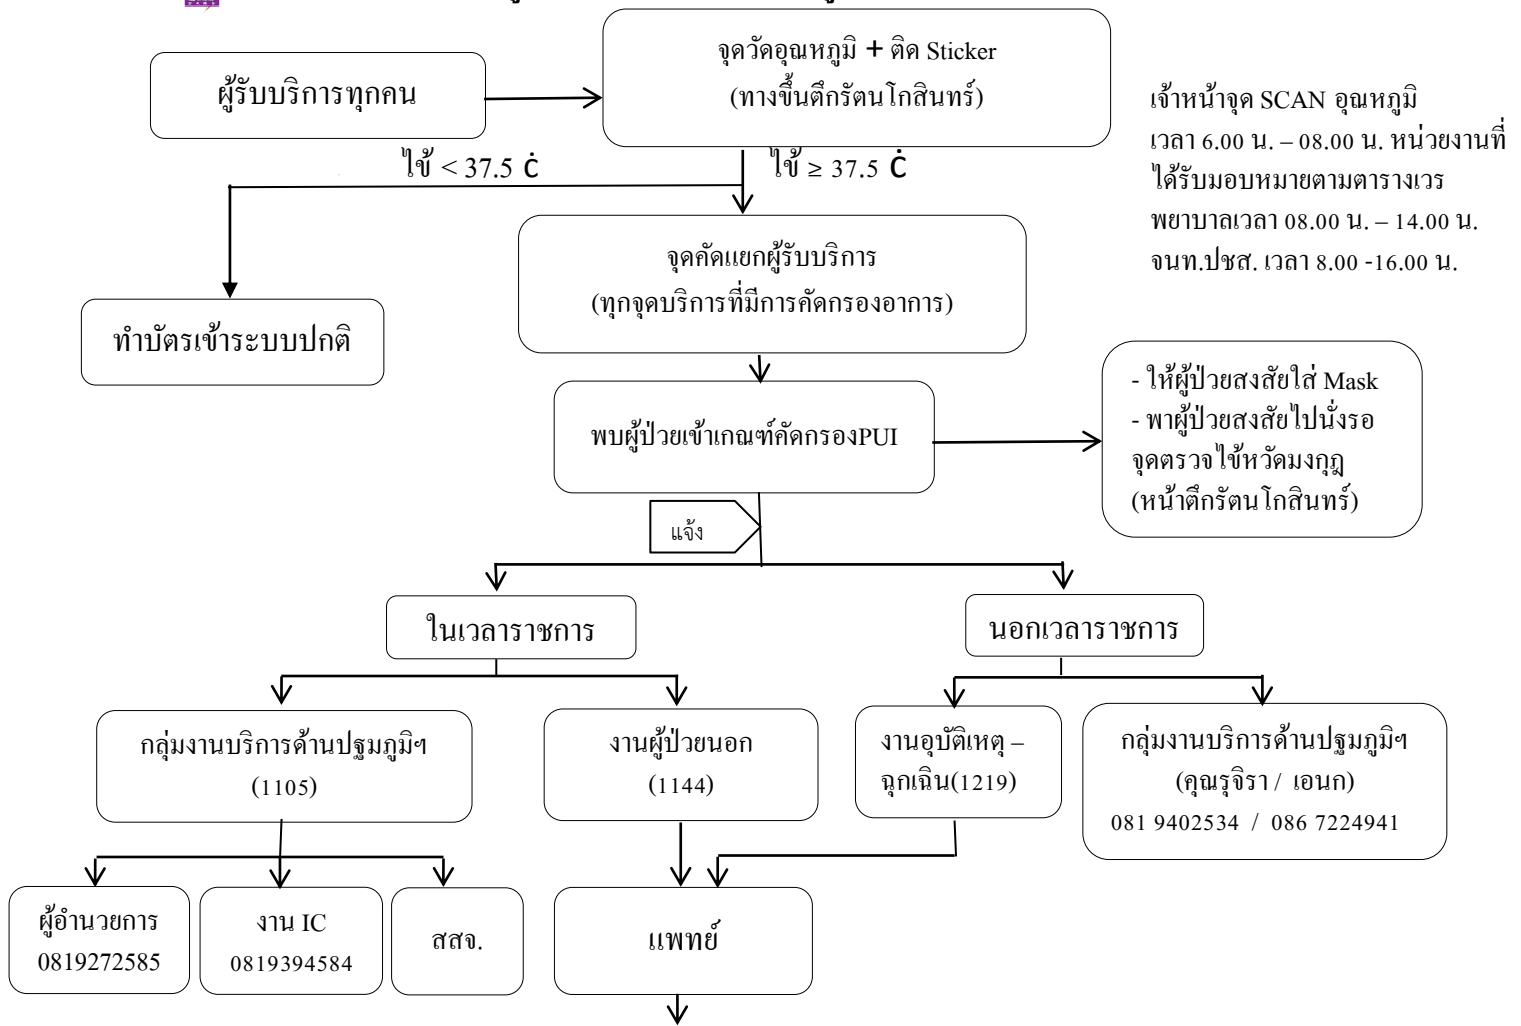 ผู้รับบริการทุกคน
จุดวัดอุณหภูมิ + ติด Sticker
(ทางขึ้นตึกรัตนโกสินทร์)
เจ้าหน้าจุด SCAN อุณหภูมิ
เวลา 6.00 น. – 08.00 น. หน่วยงานที่
ได้รับมอบหมายตามตารางเวร
พยาบาลเวลา 08.00 น. – 14.00 น.
จนท.ปชส. เวลา 8.00 -16.00 น.
ไข้ < 37.5 ċ
ไข้ ≥ 37.5 ċ
จุดคัดแยกผู้รับบริการ
(ทุกจุดบริการที่มีการคัดกรองอาการ)
ทำบัตรเข้าระบบปกติ
พบผู้ป่วยเข้าเกณฑ์คัดกรองPUI
- ให้ผู้ป่วยสงสัยใส่ Mask
- พาผู้ป่วยสงสัยไปนั่งรอ
จุดตรวจไข้หวัดมงกุฎ
(หน้าตึกรัตนโกสินทร์)
แจ้ง
ในเวลาราชการ
นอกเวลาราชการ
กลุ่มงานบริการด้านปฐมภูมิฯ
(1105)
งานผู้ป่วยนอก
(1144)
งานอุบัติเหตุ –
ฉุกเฉิน(1219)
กลุ่มงานบริการด้านปฐมภูมิฯ
(คุณรุจิรา / เอนก)
081 9402534 / 086 7224941
ผู้อำนวยการ
0819272585
งาน IC
0819394584
สสจ.
แพทย์